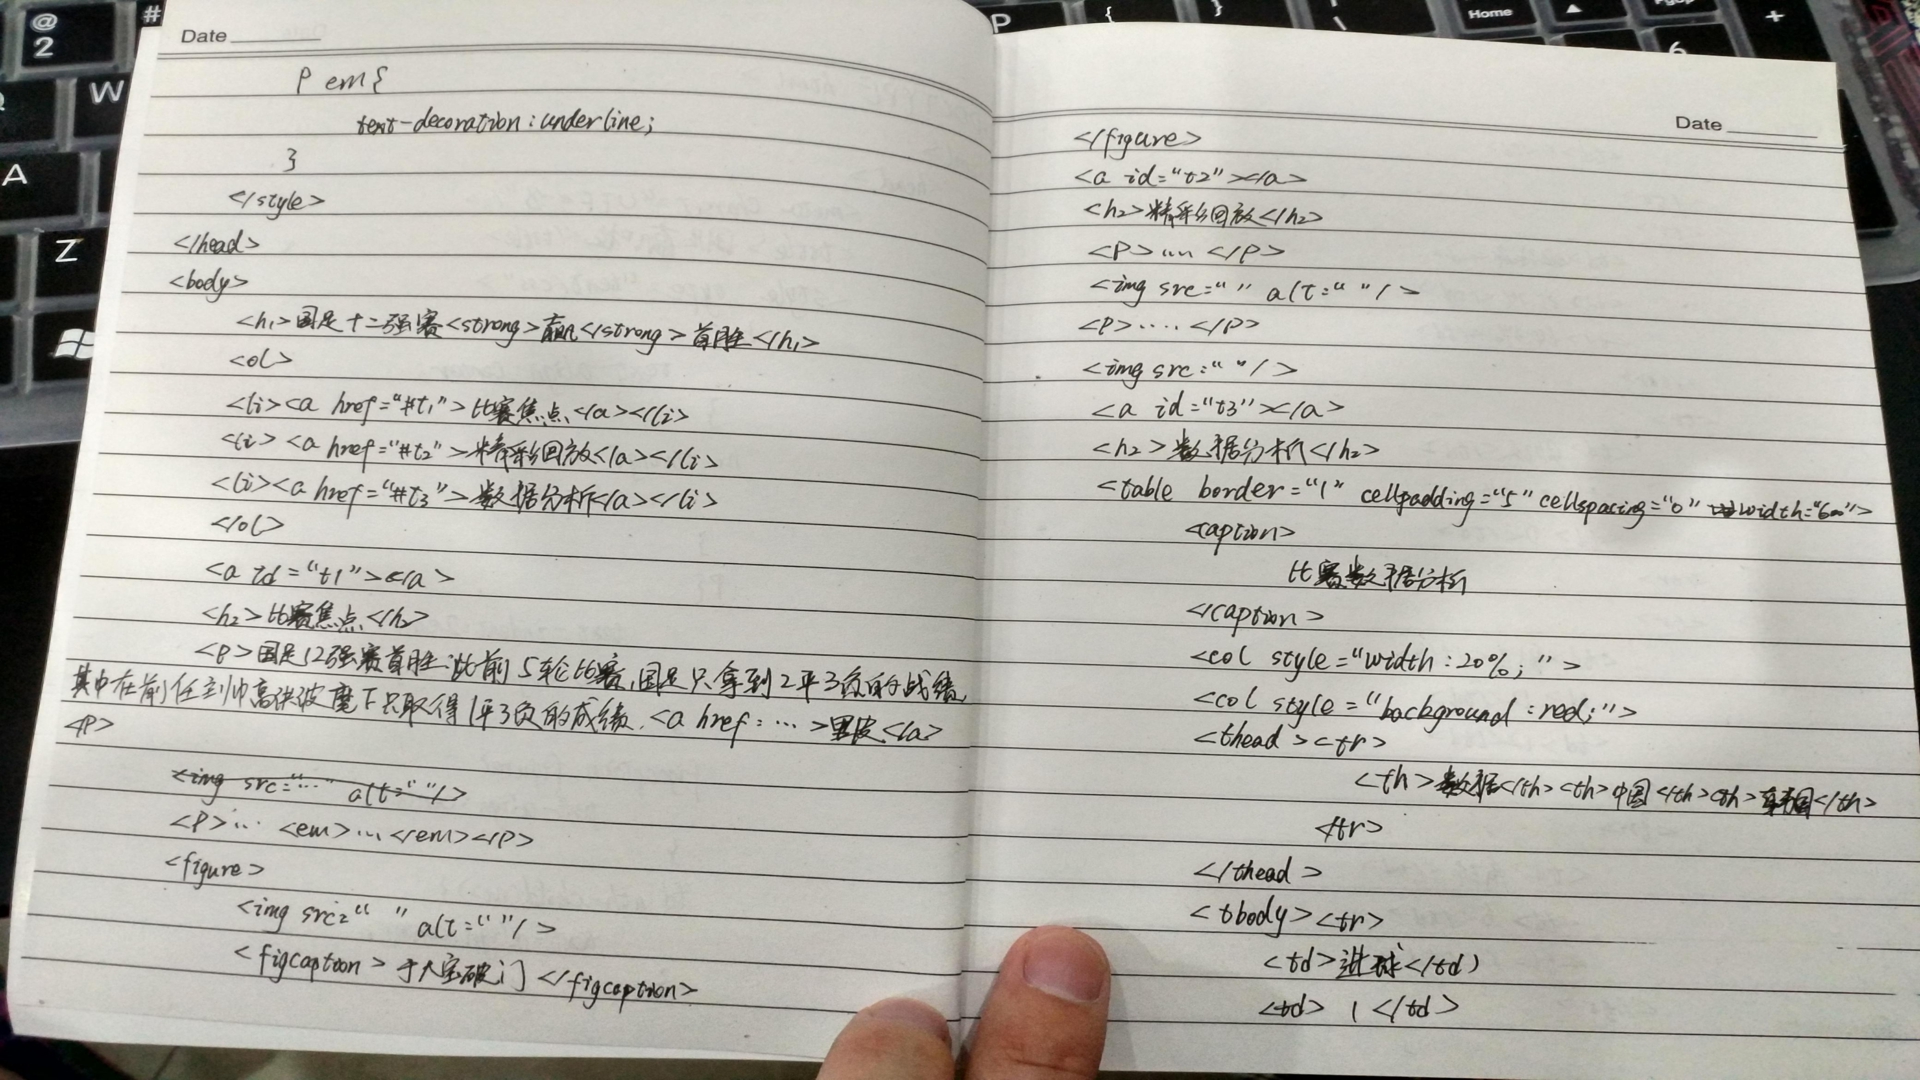 Date
p em{
text-decoration:underline;
}
</style>
</head>
<body>
<h1>国足十二强赛<strong>赢</strong>首胜</h1>
<ol>
<li><a href="#t1">比赛焦点</a></li>
<li><a href="#t2">精彩回放</a></li>
<li><a href="#t3">数据分析</a></li>
</ol>
<a id="t1"></a>
<h2>比赛焦点</h2>
<p>国足12强赛首胜.此前5轮比赛,国足只拿到2平3负的战绩,
其中在前任主帅高洪波麾下只取得1平3负的成绩.<a href=...>里皮</a>
<p>
<img src="..." alt=" "/>
<p>... <em>...</em></p>
<figure>
<img src=" " alt=" "/>
<figcaption>于大宝破门</figcaption>
Date
</figure>
<a id="t2"></a>
<h2>精彩回放</h2>
<p>....</p>
<img src=" " alt=" "/>
<p>....</p>
<img src=" "/>
<a id="t3"></a>
<h2>数据分析</h2>
<table border="1" cellpadding="5" cellspacing="0" width="600">
<caption>
比赛数据分析
</caption>
<col style="width:20%;">
<col style="background:red;">
<thead><tr>
<th>数据</th><th>中国</th><th></th>
</tr>
</thead>
<tbody><tr>
<td>进球</td>
<td>1</td>
@
2
#
W
A
Z
P
{
}
\
Home
6
+